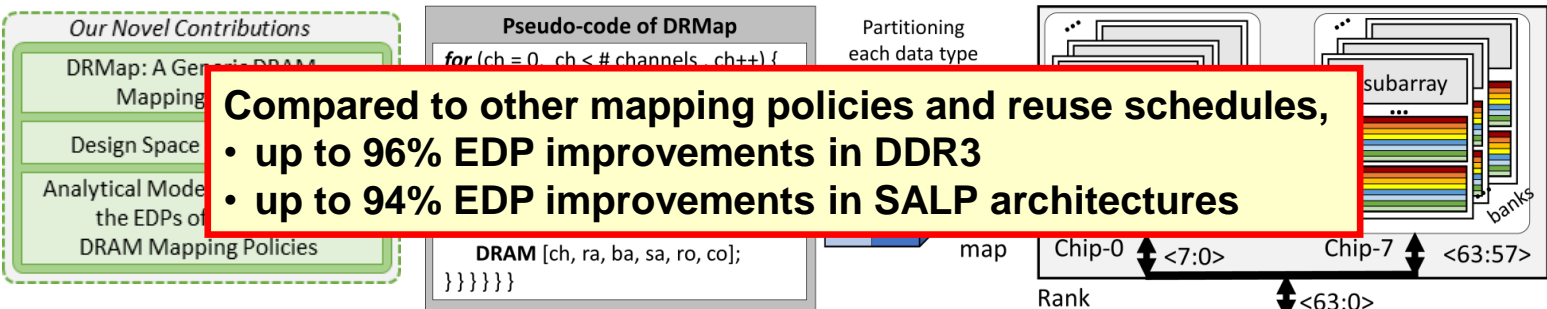 Our Novel Contributions
DRMap: A Generic DRAM
Mapping
Design Space
Analytical Mode
the EDPs of
DRAM Mapping Policies
Pseudo-code of DRMap
for (ch = 0, ch < # channels , ch++) {
DRAM [ch, ra, ba, sa, ro, co];
} } } } } }
Compared to other mapping policies and reuse schedules,
• up to 96% EDP improvements in DDR3
• up to 94% EDP improvements in SALP architectures
Partitioning
each data type
map
...
...
subarray
...
...
banks
Chip-0
<7:0>
Chip-7
<63:57>
Rank
<63:0>